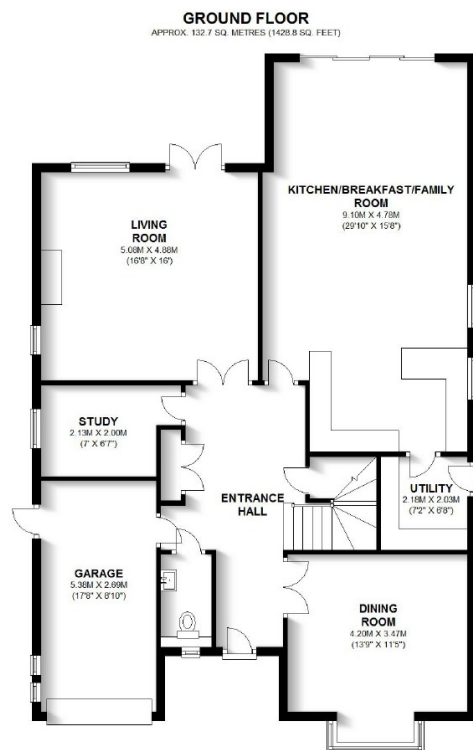 GROUND FLOOR
APPROX. 132.7 SQ. METRES (1428.8 SQ. FEET)
KITCHEN/BREAKFAST/FAMILY
ROOM
9.10M X 4.78M
(29'10" X 15'8")
LIVING
ROOM
5.08M X 4.88M
(16'8" X 16')
STUDY
2.13M X 2.00M
(7' X 6'7")
UTILITY
2.18M X 2.03M
(7'2" X 6'8")
ENTRANCE
HALL
GARAGE
5.38M X 2.69M
(17'8" X 8'10")
DINING
ROOM
4.20M X 3.47M
(13'9" X 11'5")